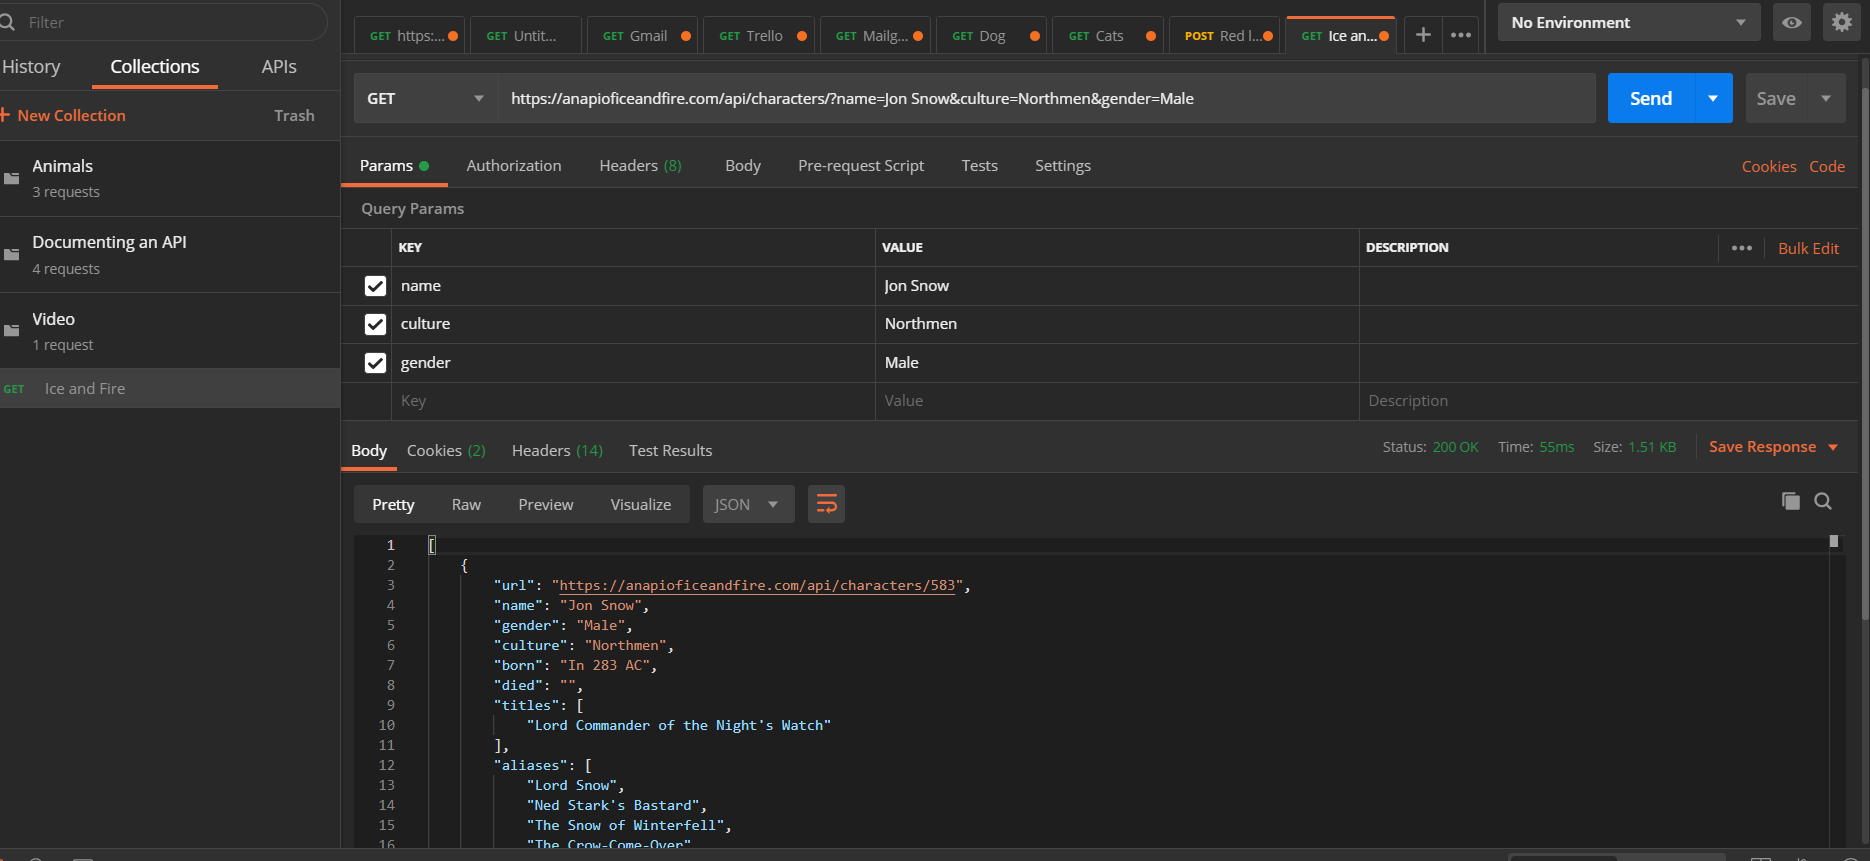 Filter
History Collections APIs
+ New Collection Trash
Animals
3 requests
Documenting an API
4 requests
Video
1 request
GET Ice and Fire
GET https:... GET Untit... GET Gmail GET Trello GET Mailg... GET Dog GET Cats POST Red I... GET Ice an... + •••
No Environment
GET https://anapioficeandfire.com/api/characters/?name=Jon Snow&culture=Northmen&gender=Male Send Save
Params Authorization Headers (8) Body Pre-request Script Tests Settings Cookies Code
Query Params
KEY VALUE DESCRIPTION ••• Bulk Edit
name Jon Snow
culture Northmen
gender Male
Key Value Description
Body Cookies (2) Headers (14) Test Results Status: 200 OK Time: 55ms Size: 1.51 KB Save Response
Pretty Raw Preview Visualize JSON
1 [
2 {
3 "url": "https://anapioficeandfire.com/api/characters/583",
4 "name": "Jon Snow",
5 "gender": "Male",
6 "culture": "Northmen",
7 "born": "In 283 AC",
8 "died": "",
9 "titles": [
10 "Lord Commander of the Night's Watch"
11 ],
12 "aliases": [
13 "Lord Snow",
14 "Ned Stark's Bastard",
15 "The Snow of Winterfell",
16 "The Crow-Come-Over"